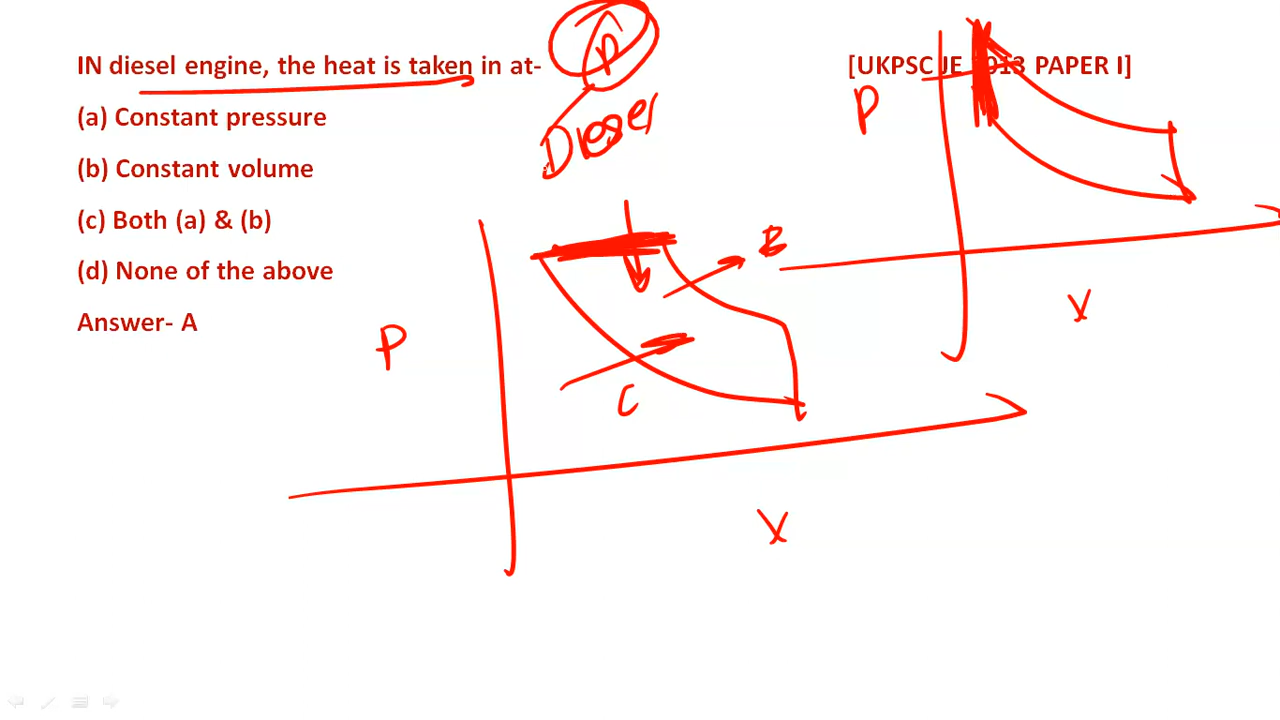 IN diesel engine, the heat is taken in at-
[UKPSC JE 2013 PAPER I]
(a) Constant pressure
(b) Constant volume
(c) Both (a) & (b)
(d) None of the above
Answer- A
P
Diesel
P
C
P
X
X